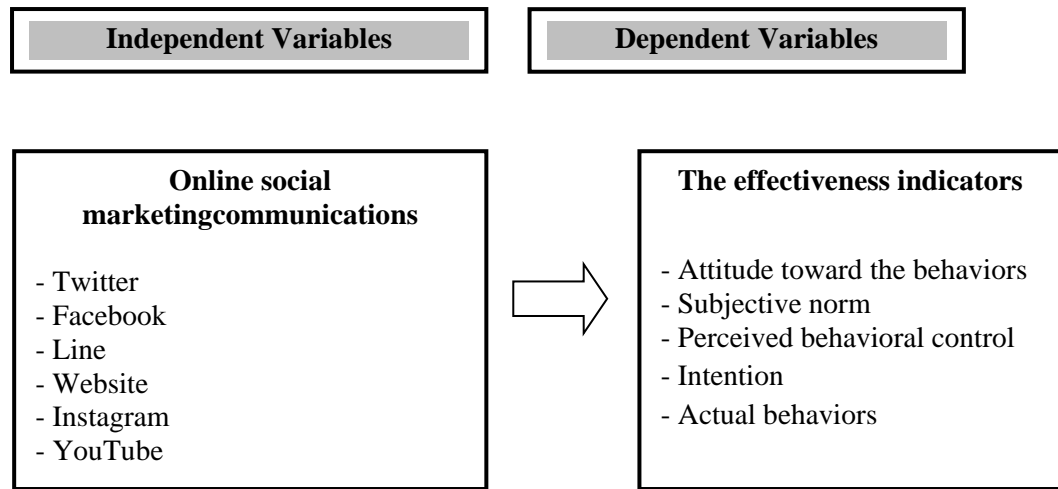 Independent Variables
Dependent Variables
Online social
marketingcommunications
- Twitter
- Facebook
- Line
- Website
- Instagram
- YouTube
The effectiveness indicators
- Attitude toward the behaviors
- Subjective norm
- Perceived behavioral control
- Intention
- Actual behaviors